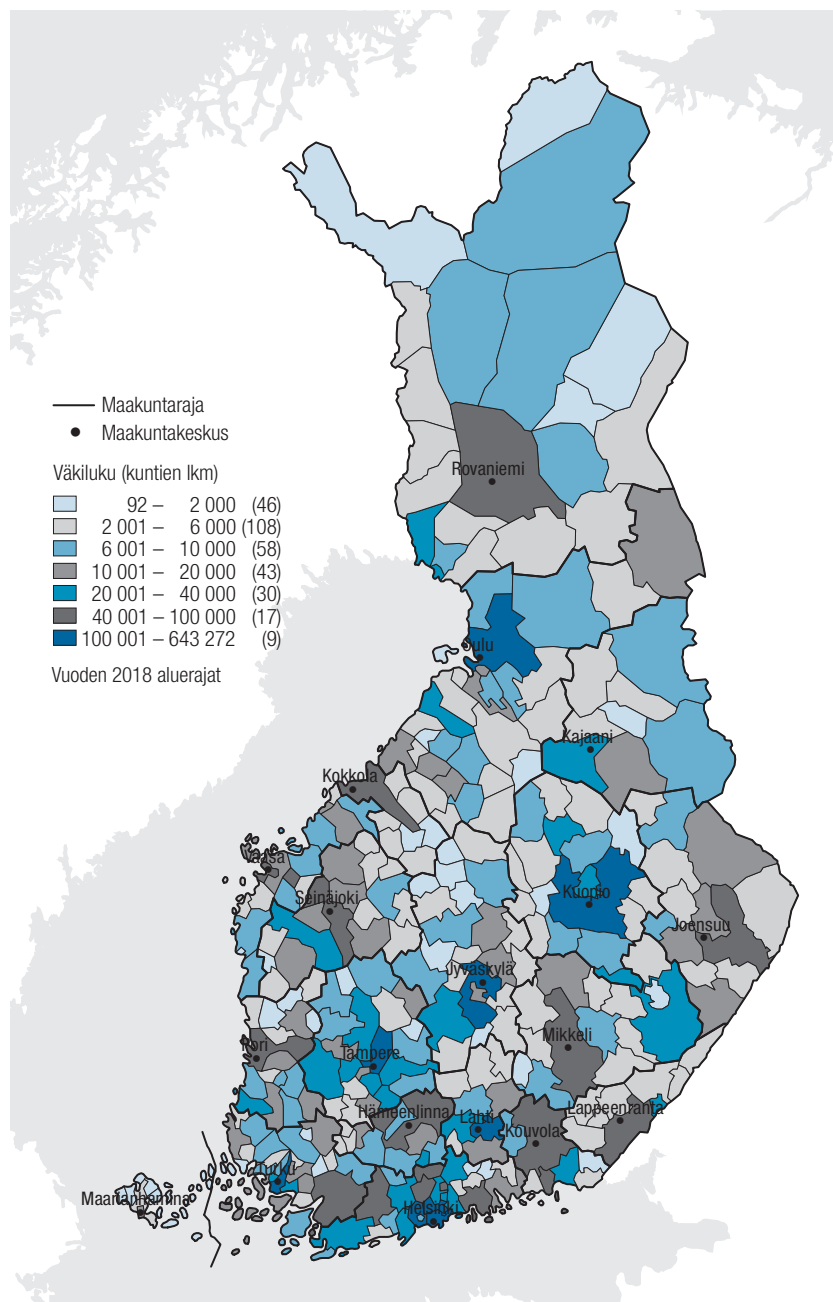 Maakuntaraja
Maakuntakeskus
Väkiluku (kuntien lkm)
92 – 2 000 (46)
2 001 – 6 000 (108)
6 001 – 10 000 (58)
10 001 – 20 000 (43)
20 001 – 40 000 (30)
40 001 – 100 000 (17)
100 001 – 643 272 (9)
Vuoden 2018 aluerajat
Rovaniemi
Oulu
Kajaani
Kokkola
Vaasa
Seinäjoki
Kuopio
Joensuu
Jyväskylä
Mikkeli
Pori
Tampere
Hämeenlinna
Lahti
Kouvola
Lappeenranta
Turku
Maarianhamina
Helsinki